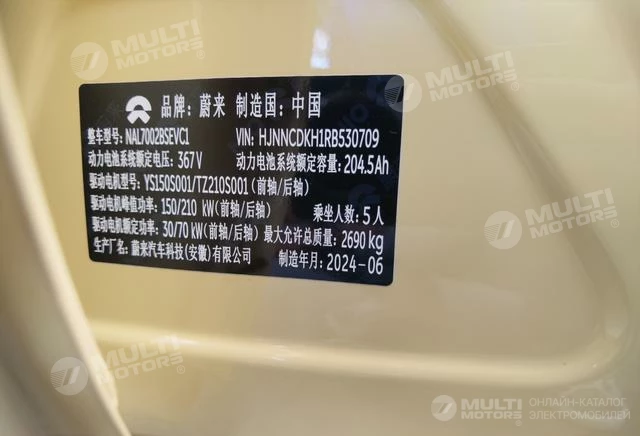 品牌：蔚来 制造国：中国
整车型号：NAL7002BSEVC1 VIN：HJNNCDKH1RB530709
动力电池系统额定电压：367V 动力电池系统额定容量：204.5Ah
驱动电机型号：YS150S001/TZ210S001（前轴/后轴）
驱动电机峰值功率：150/210 kW（前轴/后轴） 乘坐人数：5人
驱动电机额定功率：30/70 kW（前轴/后轴） 最大允许总质量：2690kg
生产厂名：蔚来汽车科技（安徽）有限公司 制造年月：2024-06
MULTI
MOTORS
MULTI
MOTORS
MULTI
MOTORS
MULTI
MOTORS
MULTI
MOTORS
ОНЛАЙН-КАТАЛОГ
ЭЛЕКТРОМОБИЛЕЙ